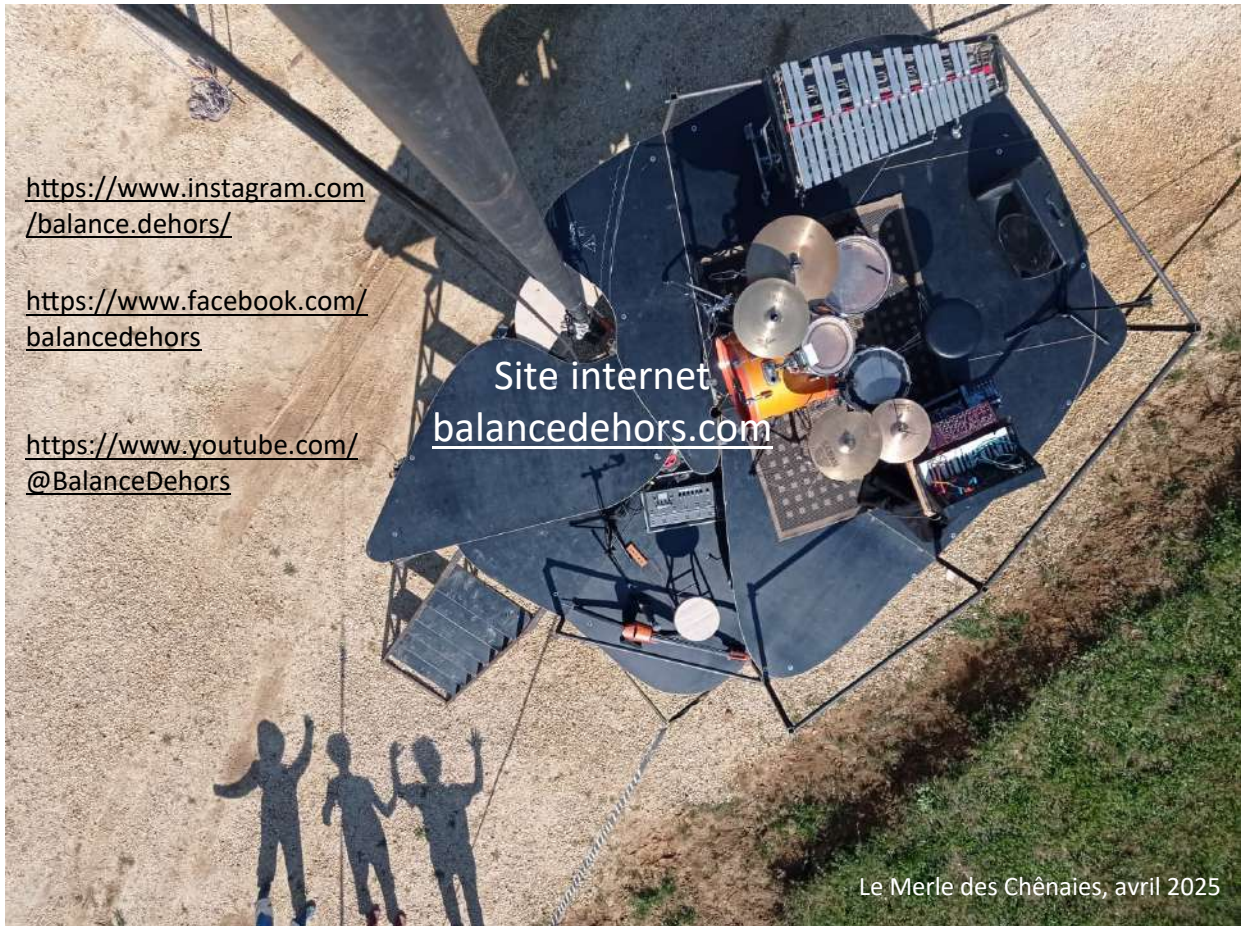 https://www.instagram.com
/balance.dehors/
https://www.facebook.com/
balancedehors
https://www.youtube.com/
@BalanceDehors
Site internet
balancedehors.com
Le Merle des Chênaies, avril 2025